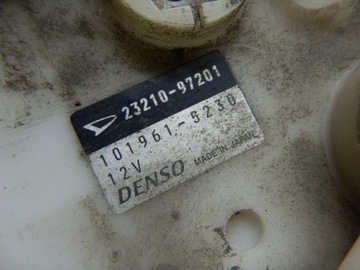 23210-97201
101961-5230
12V
DENSO MADE IN JAPAN